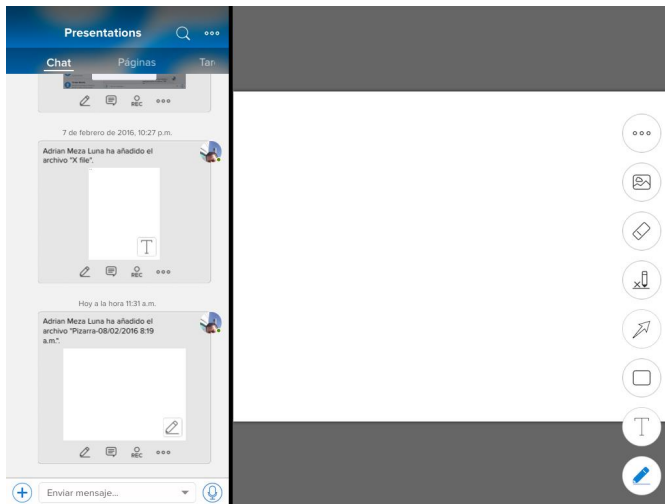 Presentations
Chat Páginas Tar
REC
7 de febrero de 2016, 10:27 p.m.
Adrian Meza Luna ha añadido el
archivo "X file".
T
REC
Hoy a la hora 11:31 a.m.
Adrian Meza Luna ha añadido el
archivo "Pizarra-08/02/2016 8:19
a.m.".
REC
Enviar mensaje...
T